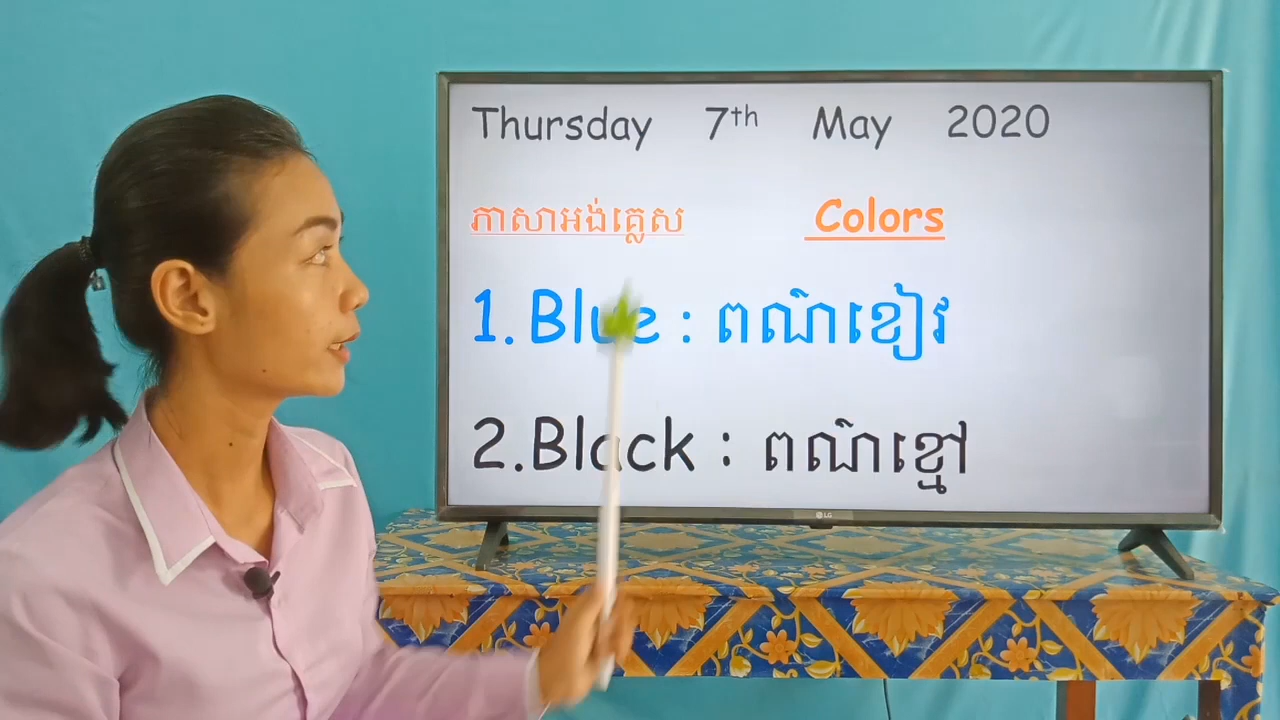 Thursday 7th May 2020
ភាសាអង់គ្លេស Colors
1. Blue : ពណ៌ខៀវ
2. Black : ពណ៌ខ្មៅ
LG